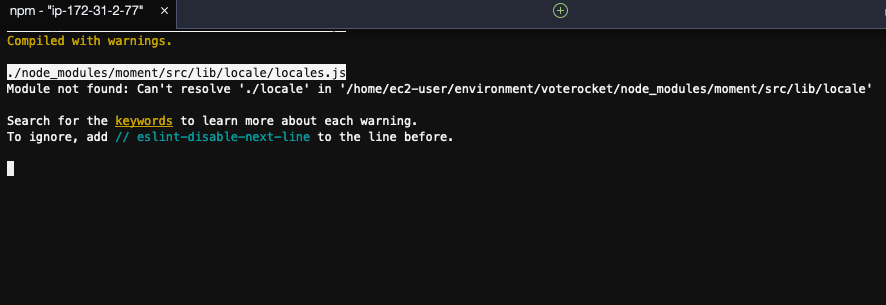 npm - "ip-172-31-2-77" ×
Compiled with warnings.
./node_modules/moment/src/lib/locale/locales.js
Module not found: Can't resolve './locale' in '/home/ec2-user/environment/voterocket/node_modules/moment/src/lib/locale'
Search for the keywords to learn more about each warning.
To ignore, add // eslint-disable-next-line to the line before.